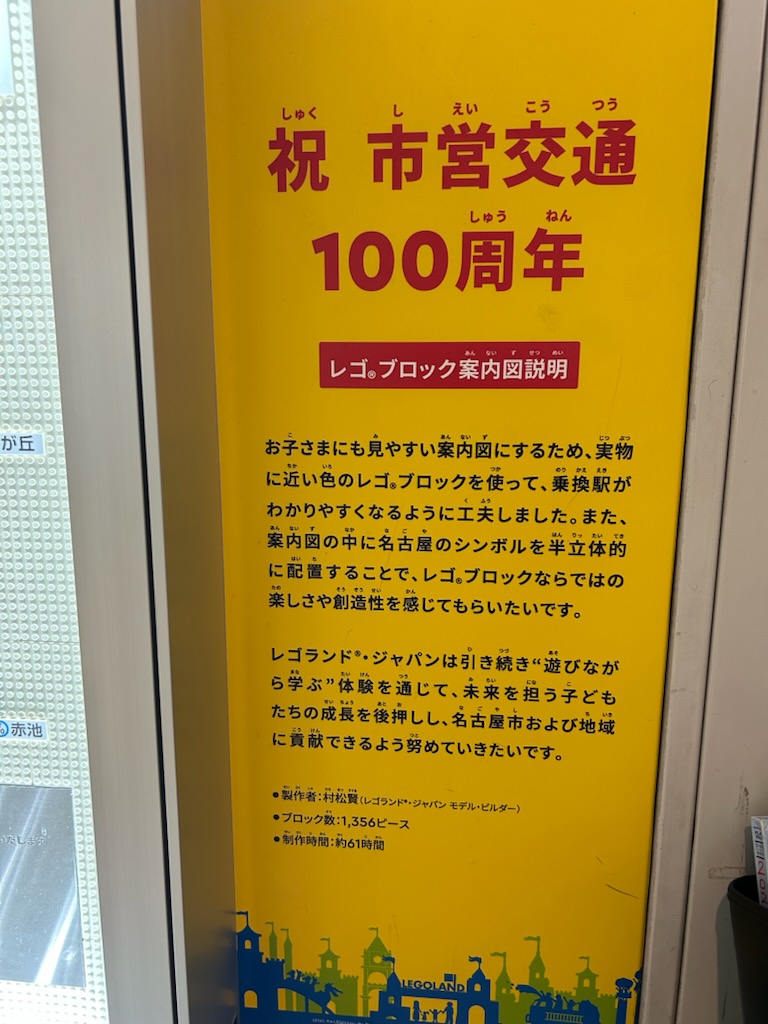 祝 市営交通
100周年
レゴ®ブロック案内図説明
お子さまにも見やすい案内図にするため、実物
に近い色のレゴ®ブロックを使って、乗換駅が
わかりやすくなるように工夫しました。また、
案内図の中に名古屋のシンボルを半立体的
に配置することで、レゴ®ブロックならではの
楽しさや創造性を感じてもらいたいです。
レゴランド®・ジャパンは引き続き“遊びなが
ら学ぶ”体験を通じて、未来を担う子ども
たちの成長を後押しし、名古屋市および地域
に貢献できるよう努めていきたいです。
●製作者:村松賢(レゴランド®・ジャパン モデル・ビルダー)
●ブロック数:1,356ピース
●制作時間:約61時間
LEGOLAND
が丘
赤池
いたします